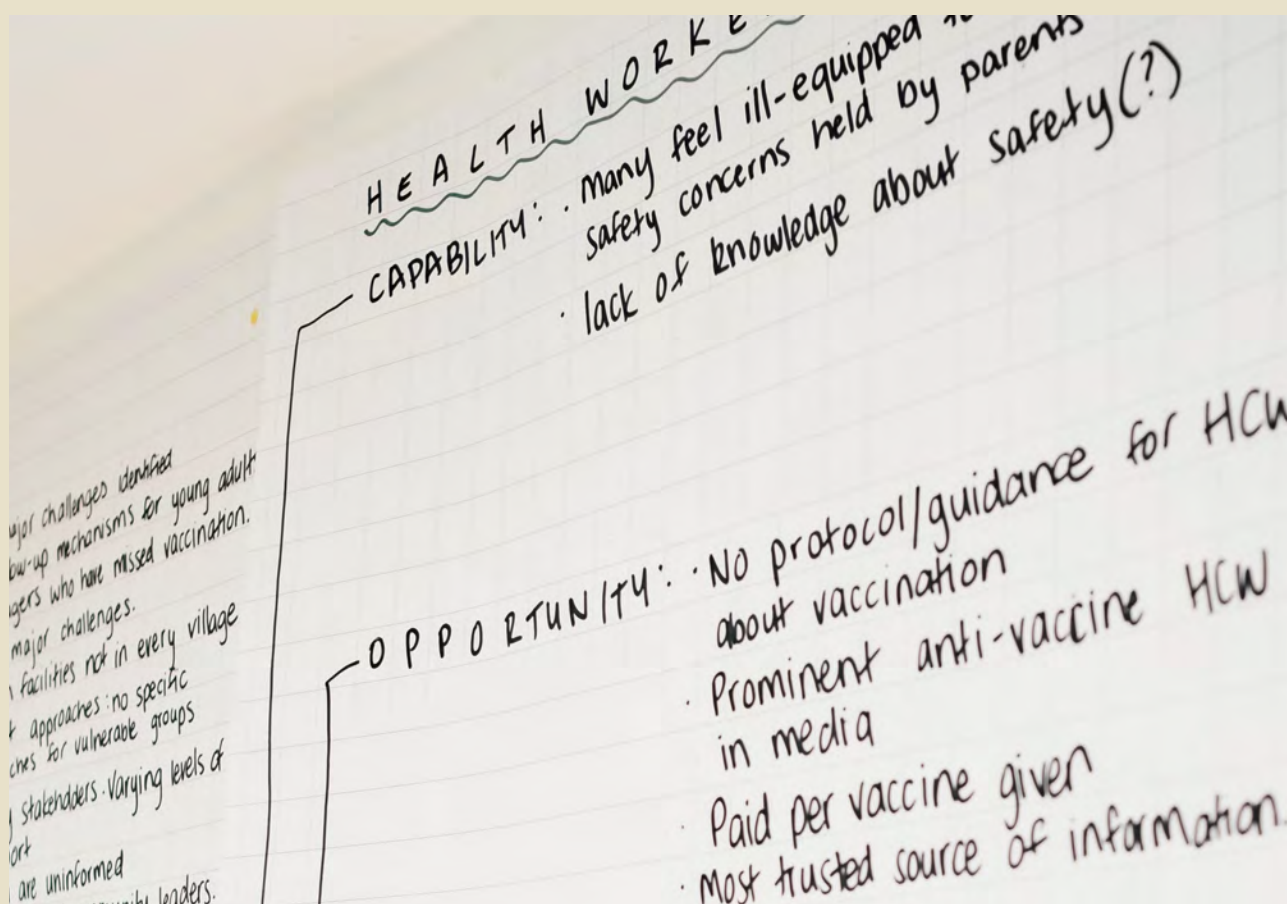 HEALTH
CAPABILITY: · Many feel ill-equipped
safety concerns held by parents
· lack of knowledge about safety(?)
OPPORTUNITY: · No protocol/guidance for HCW
about vaccination
· Prominent anti-vaccine HCW
in media
· Paid per vaccine given
· most trusted source of information.
challenges identified
mechanisms for young adult
who have missed vaccination.
major challenges.
facilities not in every village
approaches: no specific
for vulnerable groups
stakeholders. Varying levels of
are uninformed
leaders.